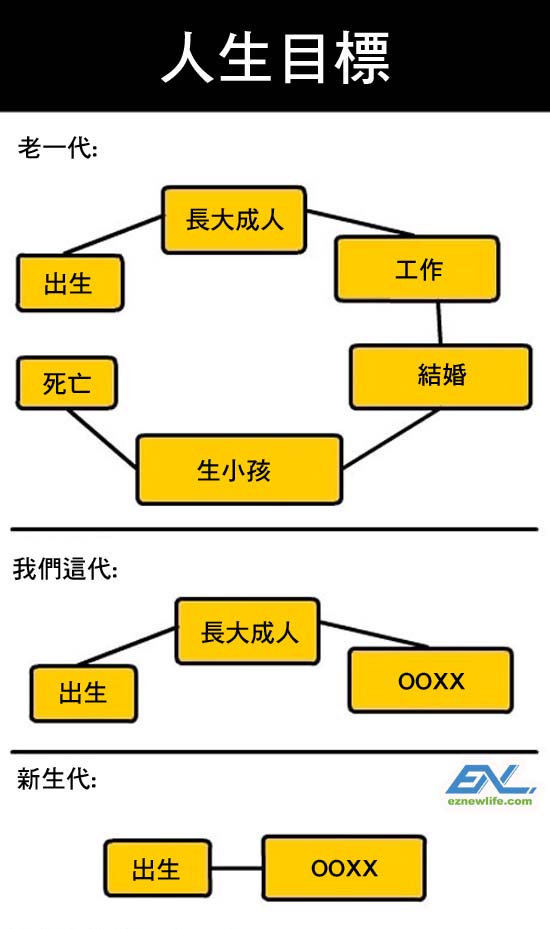 人生目標
老一代:
長大成人
出生
工作
死亡
結婚
生小孩
我們這代:
長大成人
出生
OOXX
新生代:
ENL
eznewlife.com
出生
OOXX